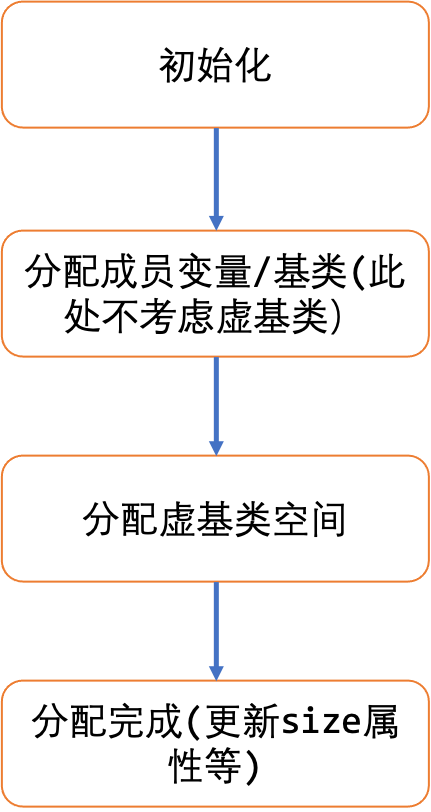 初始化
分配成员变量/基类(此
处不考虑虚基类）
分配虚基类空间
分配完成(更新size属
性等)